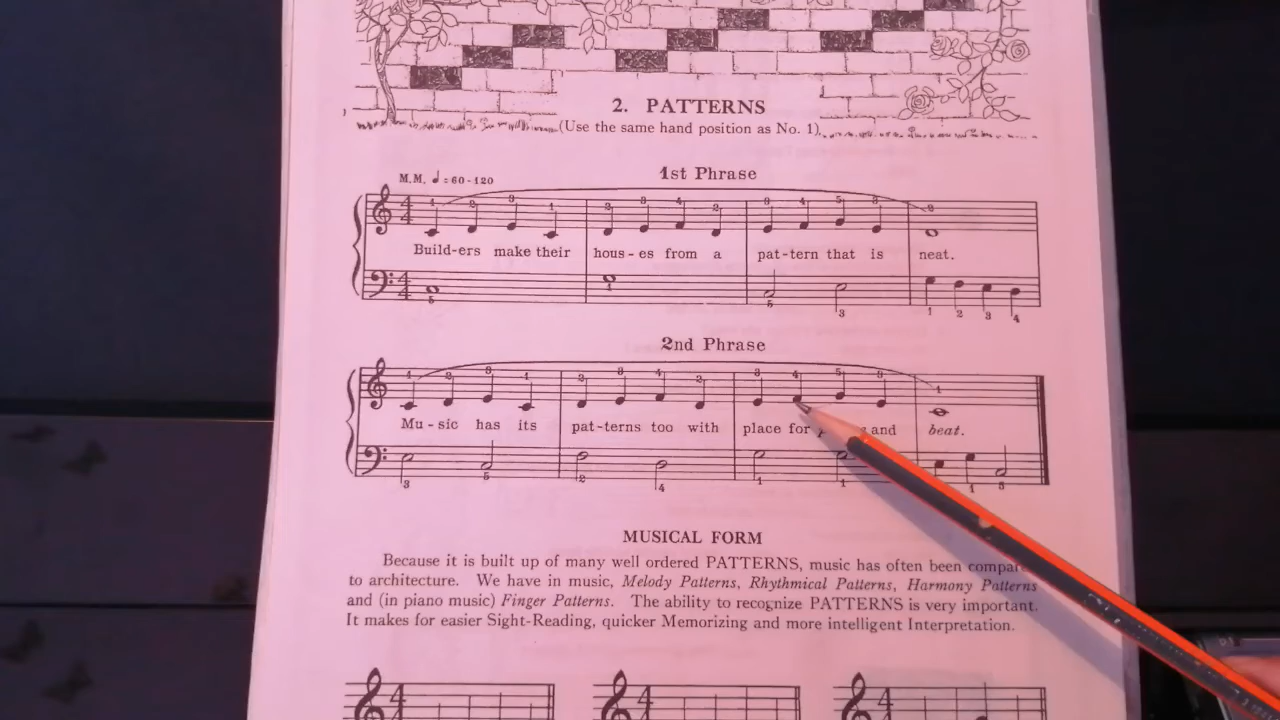 2. PATTERNS
(Use the same hand position as No. 1)
1st Phrase
M.M. ♩ = 60-120
Build-ers make their hous-es from a pat-tern that is neat.
2nd Phrase
Mu-sic has its pat-terns too with place for and beat.
MUSICAL FORM
Because it is built up of many well ordered PATTERNS, music has often been
to architecture. We have in music, Melody Patterns, Rhythmical Patterns, Harmony Patterns
and (in piano music) Finger Patterns. The ability to recognize PATTERNS is very important.
It makes for easier Sight-Reading, quicker Memorizing and more intelligent Interpretation.